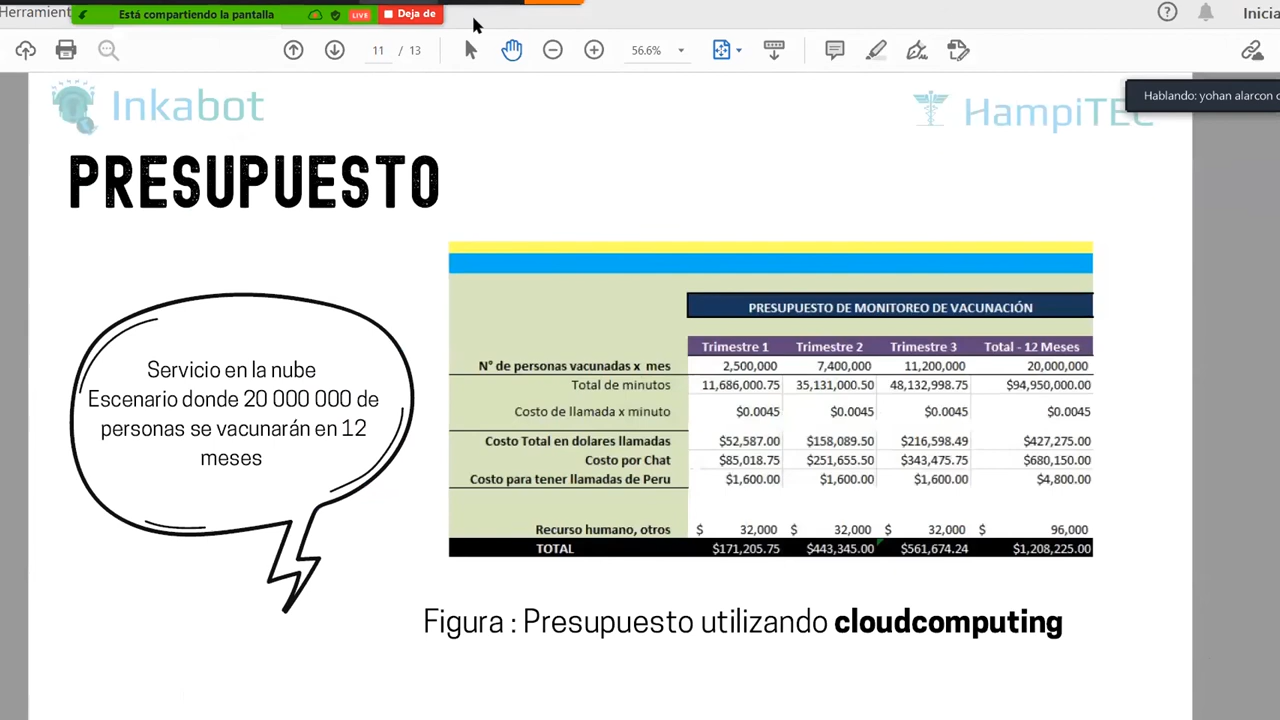 Herramient
Está compartiendo la pantalla LIVE Deja de
Inicia
11 / 13 56.6%
Hablando: yohan alarcon c
Inkabot
HampiTEC
PRESUPUESTO
PRESUPUESTO DE MONITOREO DE VACUNACIÓN
Trimestre 1 Trimestre 2 Trimestre 3 Total - 12 Meses
N° de personas vacunadas x mes 2,500,000 7,400,000 11,200,000 20,000,000
Total de minutos 11,686,000.75 35,131,000.50 48,132,998.75 $94,950,000.00
Costo de llamada x minuto $0.0045 $0.0045 $0.0045 $0.0045
Costo Total en dolares llamadas $52,587.00 $158,089.50 $216,598.49 $427,275.00
Costo por Chat $85,018.75 $251,655.50 $343,475.75 $680,150.00
Costo para tener llamadas de Peru $1,600.00 $1,600.00 $1,600.00 $4,800.00
Recurso humano, otros $ 32,000 $ 32,000 $ 32,000 $ 96,000
TOTAL $171,205.75 $443,345.00 $561,674.24 $1,208,225.00
Servicio en la nube
Escenario donde 20 000 000 de
personas se vacunarán en 12
meses
Figura : Presupuesto utilizando cloudcomputing